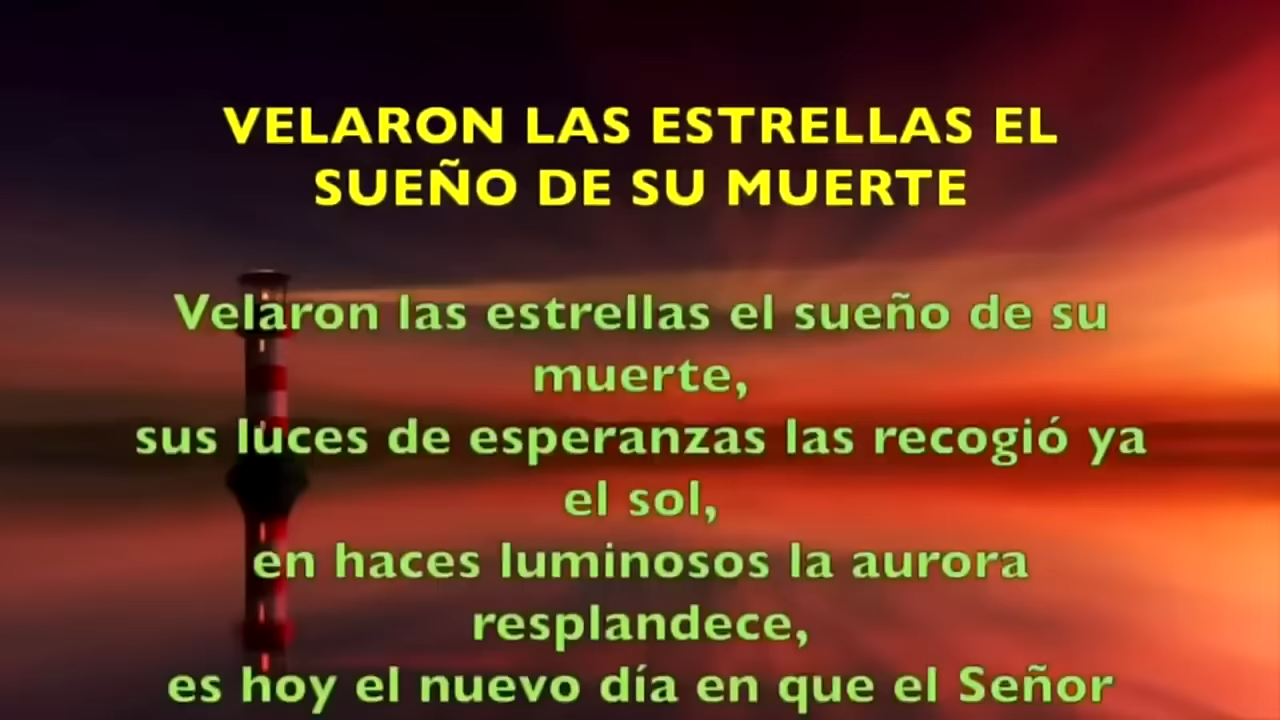 VELARON LAS ESTRELLAS EL
SUEÑO DE SU MUERTE
Velaron las estrellas el sueño de su
muerte,
sus luces de esperanzas las recogió ya
el sol,
en haces luminosos la aurora
resplandece,
es hoy el nuevo día en que el Señor